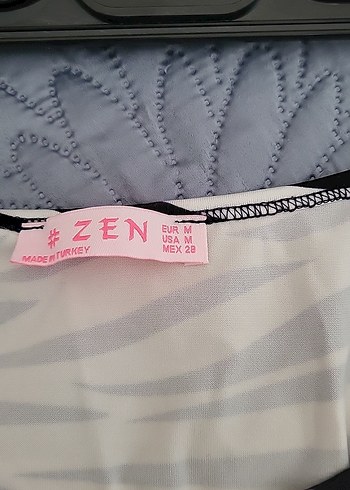 # ZEN
EUR M
USA M
MEX 28
MADE IN TURKEY